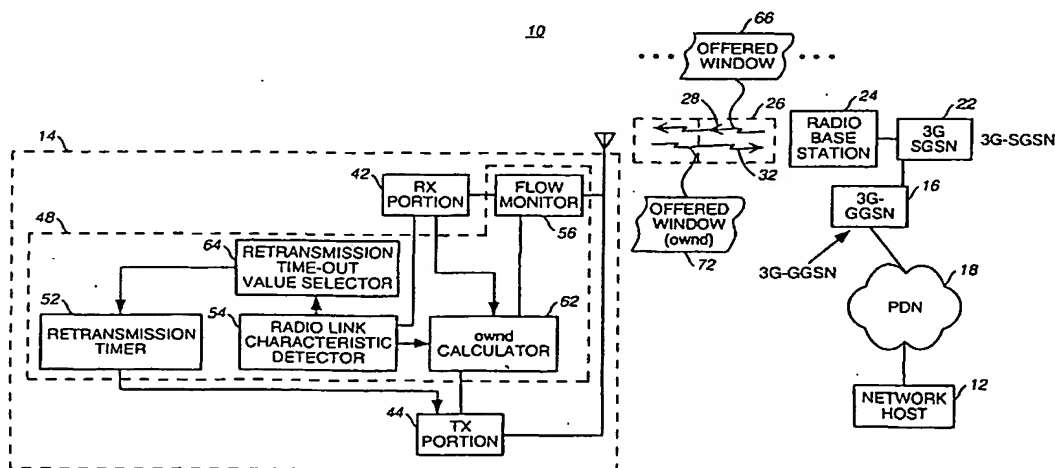 10
66
OFFERED
WINDOW
28
26
24
RADIO
BASE
STATION
22
3G
SGSN
3G-SGSN
14
42
RX
PORTION
FLOW
MONITOR
56
32
16
3G-
GGSN
3G-GGSN
OFFERED
WINDOW
(ownd)
72
48
64
RETRANSMISSION
TIME-OUT
VALUE SELECTOR
52
RETRANSMISSION
TIMER
54
RADIO LINK
CHARACTERISTIC
DETECTOR
62
ownd
CALCULATOR
18
PDN
44
TX
PORTION
12
NETWORK
HOST